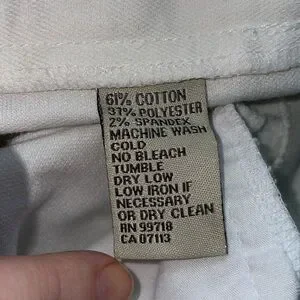 61% COTTON
37% POLYESTER
2% SPANDEX
MACHINE WASH
COLD
NO BLEACH
TUMBLE
DRY LOW
LOW IRON IF
NECESSARY
OR DRY CLEAN
RN 99718
CA 07113